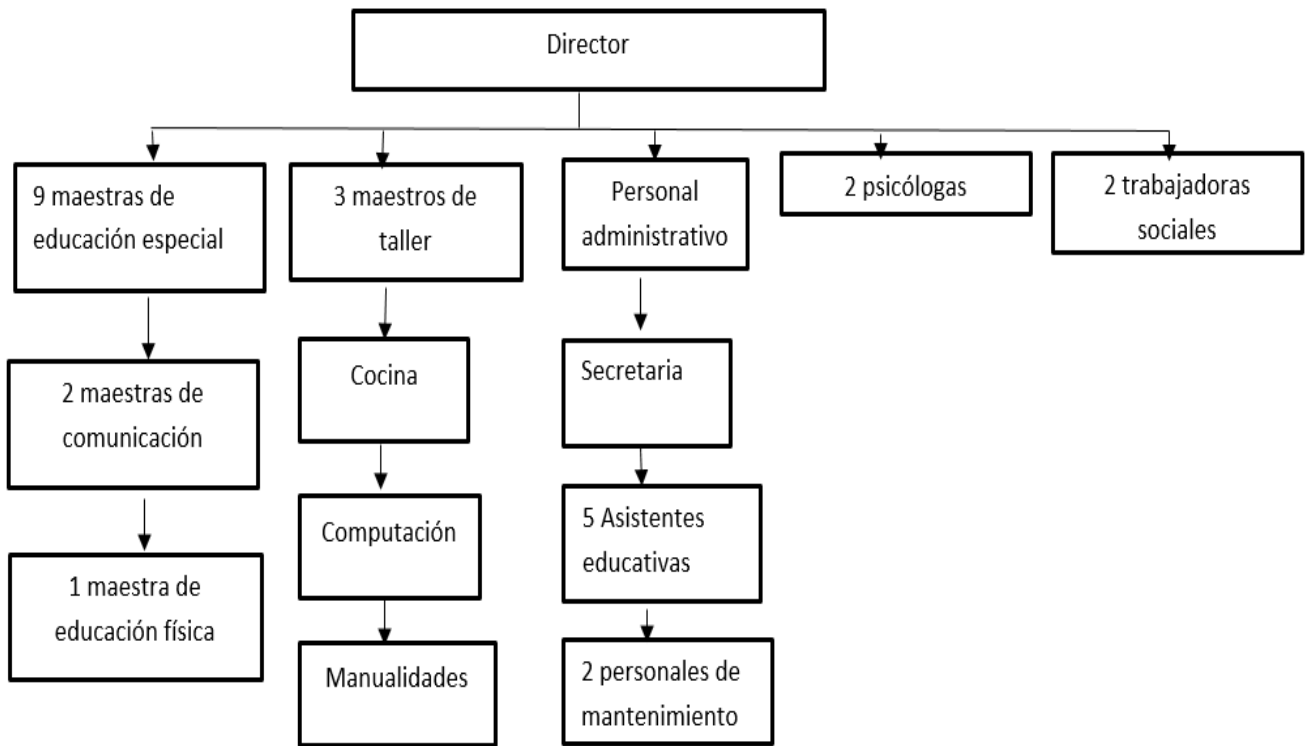 Director
9 maestras de
educación especial
3 maestros de
taller
Personal
administrativo
2 psicólogas
2 trabajadoras
sociales
2 maestras de
comunicación
Cocina
Secretaria
1 maestra de
educación física
Computación
5 Asistentes
educativas
Manualidades
2 personales de
mantenimiento